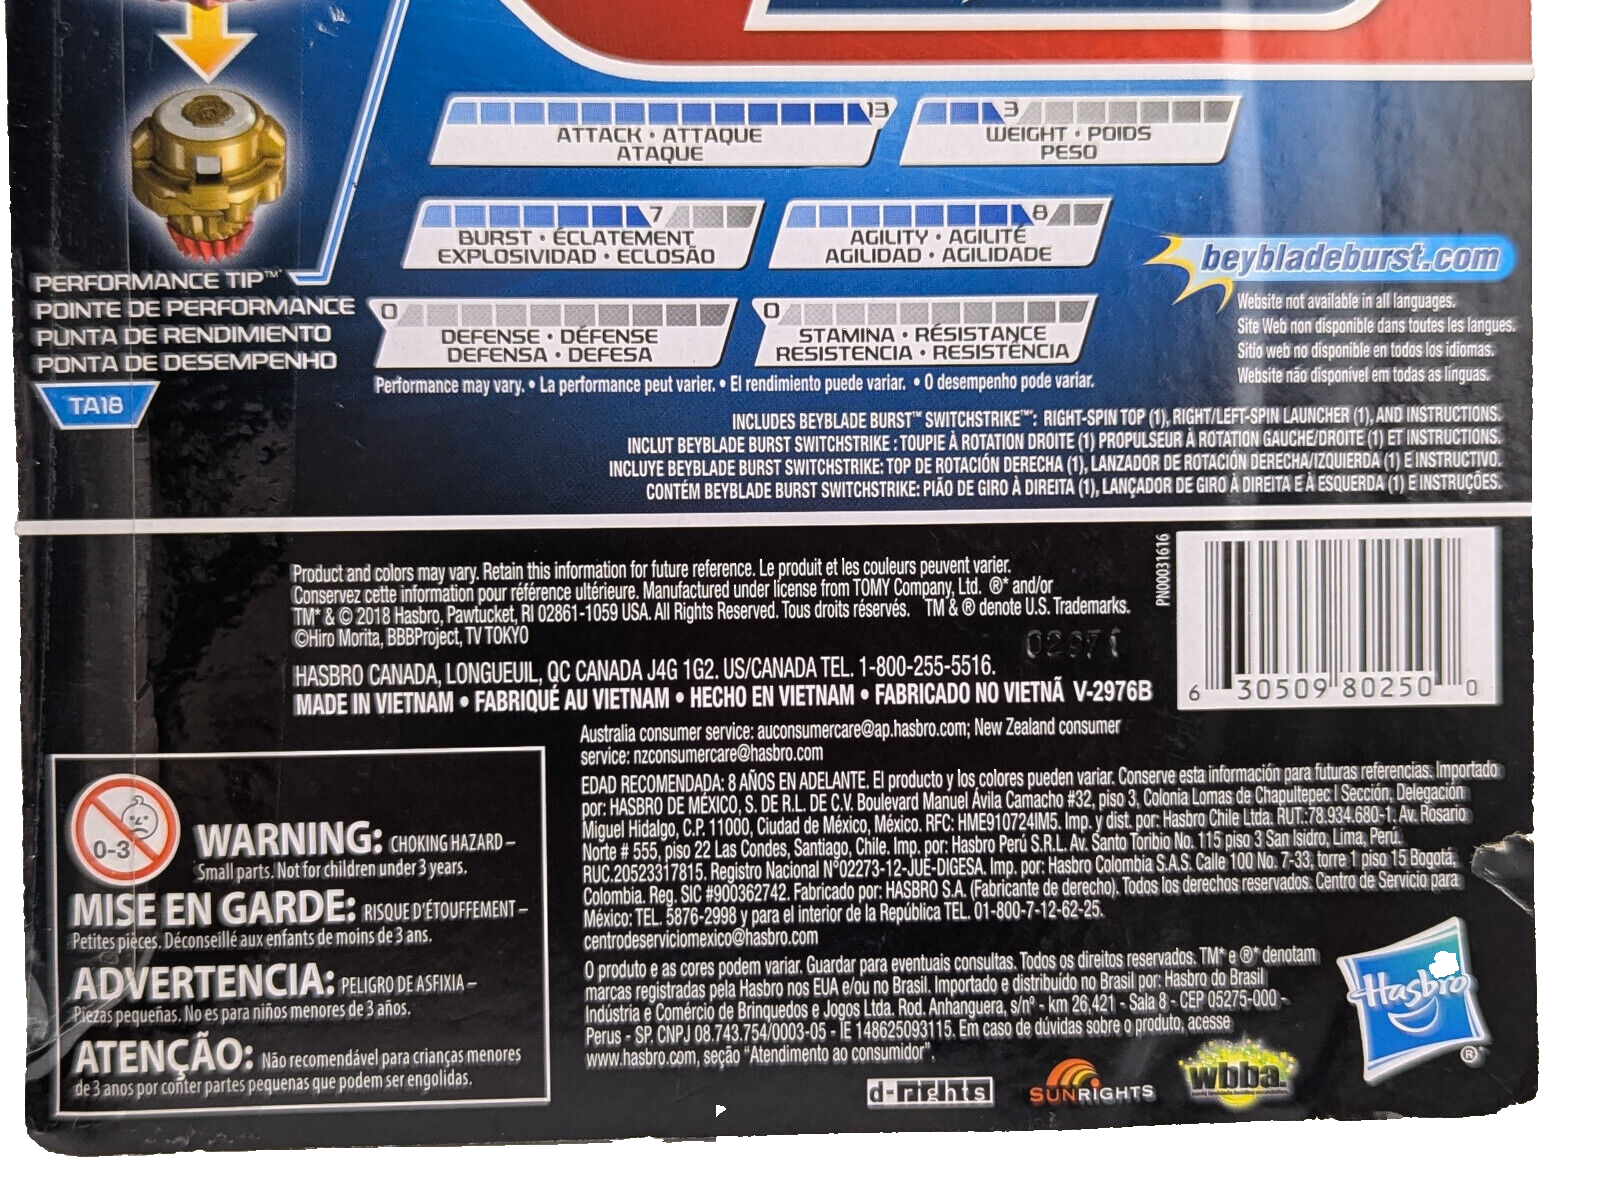 13
ATTACK • ATTAQUE
ATAQUE
3
WEIGHT • POIDS
PESO
7
BURST • ÉCLATEMENT
EXPLOSIVIDAD • ECLOSÃO
8
AGILITY • AGILITÉ
AGILIDAD • AGILIDADE
0
DEFENSE • DÉFENSE
DEFENSA • DEFESA
0
STAMINA • RÉSISTANCE
RESISTENCIA • RESISTÊNCIA
Performance may vary. • La performance peut varier. • El rendimiento puede variar. • O desempenho pode variar.
PERFORMANCE TIP™*
POINTE DE PERFORMANCE
PUNTA DE RENDIMIENTO
PONTA DE DESEMPENHO
TA18
beybladeburst.com
Website not available in all languages.
Site Web non disponible dans toutes les langues.
Sitio web no disponible en todos los idiomas.
Website não disponível em todas as línguas.
INCLUDES BEYBLADE BURST™ SWITCHSTRIKE™*: RIGHT-SPIN TOP (1), RIGHT/LEFT-SPIN LAUNCHER (1), AND INSTRUCTIONS.
INCLUT BEYBLADE BURST SWITCHSTRIKE : TOUPIE À ROTATION DROITE (1) PROPULSEUR À ROTATION GAUCHE/DROITE (1) ET INSTRUCTIONS.
INCLUYE BEYBLADE BURST SWITCHSTRIKE: TOP DE ROTACIÓN DERECHA (1), LANZADOR DE ROTACIÓN DERECHA/IZQUIERDA (1) E INSTRUCTIVO.
CONTÉM BEYBLADE BURST SWITCHSTRIKE: PIÃO DE GIRO À DIREITA (1), LANÇADOR DE GIRO À DIREITA E À ESQUERDA (1) E INSTRUÇÕES.
Product and colors may vary. Retain this information for future reference. Le produit et les couleurs peuvent varier.
Conservez cette information pour référence ultérieure. Manufactured under license from TOMY Company, Ltd. ®* and/or
TM* & © 2018 Hasbro, Pawtucket, RI 02861-1059 USA. All Rights Reserved. Tous droits réservés. TM & ® denote U.S. Trademarks.
©Hiro Morita, BBBProject, TV TOKYO
02971
HASBRO CANADA, LONGUEUIL, QC CANADA J4G 1G2. US/CANADA TEL. 1-800-255-5516.
MADE IN VIETNAM • FABRIQUÉ AU VIETNAM • HECHO EN VIETNAM • FABRICADO NO VIETNÃ V-2976B
PN00031616
6 30509 80250 0
Australia consumer service: auconsumercare@ap.hasbro.com; New Zealand consumer
service: nzconsumercare@hasbro.com
EDAD RECOMENDADA: 8 AÑOS EN ADELANTE. El producto y los colores pueden variar. Conserve esta información para futuras referencias. Importado
por: HASBRO DE MÉXICO, S. DE R.L. DE C.V. Boulevard Manuel Ávila Camacho #32, piso 3, Colonia Lomas de Chapultepec I Sección, Delegación
Miguel Hidalgo, C.P. 11000, Ciudad de México, México. RFC: HME910724IM5. Imp. y dist. por: Hasbro Chile Ltda. RUT.:78.934.680-1. Av. Rosario
Norte # 555, piso 22 Las Condes, Santiago, Chile. Imp. por: Hasbro Perú S.R.L. Av. Santo Toribio No. 115 piso 3 San Isidro, Lima, Perú.
RUC.20523317815. Registro Nacional N°02273-12-JUE-DIGESA. Imp. por: Hasbro Colombia S.A.S. Calle 100 No. 7-33, torre 1 piso 15 Bogotá,
Colombia. Reg. SIC #900362742. Fabricado por: HASBRO S.A. (Fabricante de derecho). Todos los derechos reservados. Centro de Servicio para
México: TEL. 5876-2998 y para el interior de la República TEL. 01-800-7-12-62-25.
centrodeserviciomexico@hasbro.com
O produto e as cores podem variar. Guardar para eventuais consultas. Todos os direitos reservados. TM* e ®* denotam
marcas registradas pela Hasbro nos EUA e/ou no Brasil. Importado e distribuído no Brasil por: Hasbro do Brasil
Indústria e Comércio de Brinquedos e Jogos Ltda. Rod. Anhanguera, s/nº - km 26,421 - Sala 8 - CEP 05275-000 -
Perus - SP. CNPJ 08.743.754/0003-05 - IE 148625093115. Em caso de dúvidas sobre o produto, acesse
www.hasbro.com, seção "Atendimento ao consumidor".
0-3
WARNING: CHOKING HAZARD –
Small parts. Not for children under 3 years.
MISE EN GARDE: RISQUE D'ÉTOUFFEMENT –
Petites pièces. Déconseillé aux enfants de moins de 3 ans.
ADVERTENCIA: PELIGRO DE ASFIXIA –
Piezas pequeñas. No es para niños menores de 3 años.
ATENÇÃO: Não recomendável para crianças menores
de 3 anos por conter partes pequenas que podem ser engolidas.
d-rights
SUNRIGHTS
wbba.
Hasbro
®*